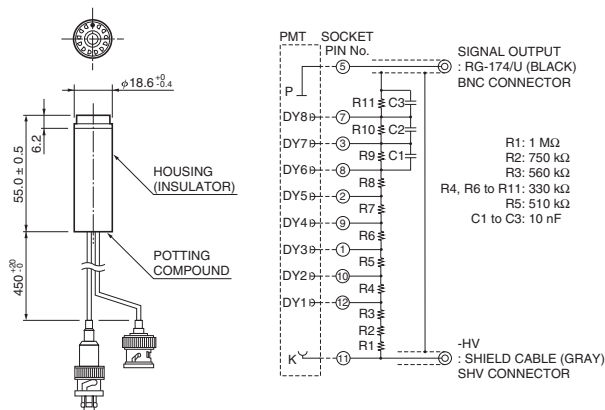 φ18.6 +0 -0.4
6.2
55.0 ± 0.5
450 +20 -0
HOUSING
(INSULATOR)
POTTING
COMPOUND
PMT
SOCKET
PIN No.
SIGNAL OUTPUT
: RG-174/U (BLACK)
BNC CONNECTOR
5
P
R11 C3
DY8 7
R10 C2
DY7 3
R9 C1
DY6 8
R8
DY5 2
R7
DY4 9
R6
DY3 1
R5
DY2 10
R4
DY1 12
R3
R2
R1
K 11
R1: 1 MΩ
R2: 750 kΩ
R3: 560 kΩ
R4, R6 to R11: 330 kΩ
R5: 510 kΩ
C1 to C3: 10 nF
-HV
: SHIELD CABLE (GRAY)
SHV CONNECTOR